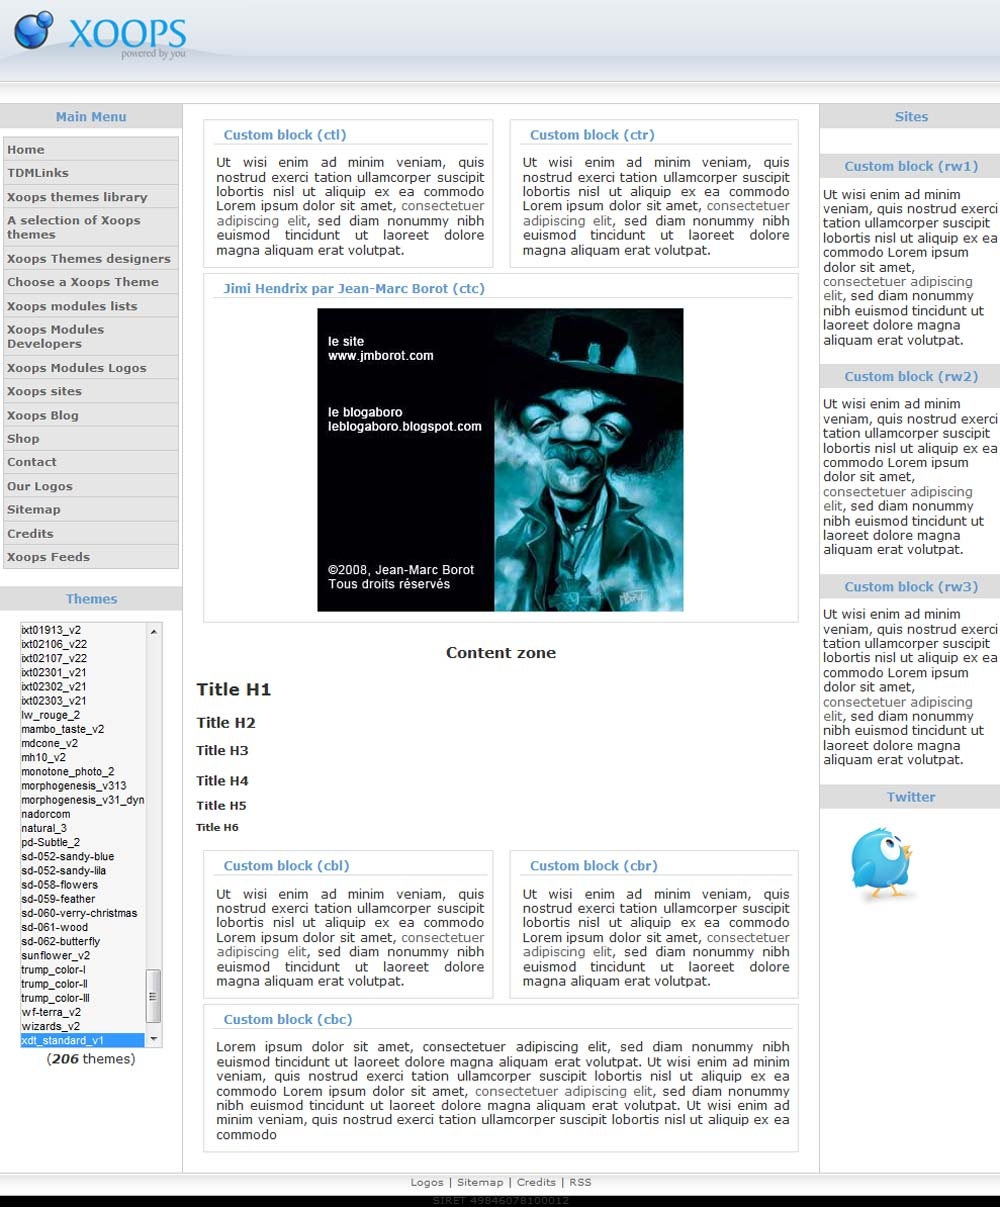 XOOPS
powered by you
Main Menu
Home
TDMLinks
Xoops themes library
A selection of Xoops
themes
Xoops Themes designers
Choose a Xoops Theme
Xoops modules lists
Xoops Modules
Developers
Xoops Modules Logos
Xoops sites
Xoops Blog
Shop
Contact
Our Logos
Sitemap
Credits
Xoops Feeds
Themes
ixt01913_v2
ixt02106_v22
ixt02107_v22
ixt02301_v21
ixt02302_v21
ixt02303_v21
lw_rouge_2
mambo_taste_v2
mdcone_v2
mh10_v2
monotone_photo_2
morphogenesis_v313
morphogenesis_v31_dyn
nadorcom
natural_3
pd-Subtle_2
sd-052-sandy-blue
sd-052-sandy-lila
sd-058-flowers
sd-059-feather
sd-060-verry-christmas
sd-061-wood
sd-062-butterfly
sunflower_v2
trump_color-I
trump_color-II
trump_color-III
wf-terra_v2
wizards_v2
xdt_standard_v1
(206 themes)
Custom block (ctl)
Ut wisi enim ad minim veniam, quis
nostrud exerci tation ullamcorper suscipit
lobortis nisl ut aliquip ex ea commodo
Lorem ipsum dolor sit amet, consectetuer
adipiscing elit, sed diam nonummy nibh
euismod tincidunt ut laoreet dolore
magna aliquam erat volutpat.
Custom block (ctr)
Ut wisi enim ad minim veniam, quis
nostrud exerci tation ullamcorper suscipit
lobortis nisl ut aliquip ex ea commodo
Lorem ipsum dolor sit amet, consectetuer
adipiscing elit, sed diam nonummy nibh
euismod tincidunt ut laoreet dolore
magna aliquam erat volutpat.
Jimi Hendrix par Jean-Marc Borot (ctc)
le site
www.jmborot.com
le blogaboro
leblogaboro.blogspot.com
©2008, Jean-Marc Borot
Tous droits réservés
Content zone
Title H1
Title H2
Title H3
Title H4
Title H5
Title H6
Custom block (cbl)
Ut wisi enim ad minim veniam, quis
nostrud exerci tation ullamcorper suscipit
lobortis nisl ut aliquip ex ea commodo
Lorem ipsum dolor sit amet, consectetuer
adipiscing elit, sed diam nonummy nibh
euismod tincidunt ut laoreet dolore
magna aliquam erat volutpat.
Custom block (cbr)
Ut wisi enim ad minim veniam, quis
nostrud exerci tation ullamcorper suscipit
lobortis nisl ut aliquip ex ea commodo
Lorem ipsum dolor sit amet, consectetuer
adipiscing elit, sed diam nonummy nibh
euismod tincidunt ut laoreet dolore
magna aliquam erat volutpat.
Custom block (cbc)
Lorem ipsum dolor sit amet, consectetuer adipiscing elit, sed diam nonummy nibh
euismod tincidunt ut laoreet dolore magna aliquam erat volutpat. Ut wisi enim ad minim
veniam, quis nostrud exerci tation ullamcorper suscipit lobortis nisl ut aliquip ex ea
commodo Lorem ipsum dolor sit amet, consectetuer adipiscing elit, sed diam nonummy
nibh euismod tincidunt ut laoreet dolore magna aliquam erat volutpat. Ut wisi enim ad
minim veniam, quis nostrud exerci tation ullamcorper suscipit lobortis nisl ut aliquip ex ea
commodo
Sites
Custom block (rw1)
Ut wisi enim ad minim
veniam, quis nostrud exerci
tation ullamcorper suscipit
lobortis nisl ut aliquip ex ea
commodo Lorem ipsum
dolor sit amet,
consectetuer adipiscing
elit, sed diam nonummy
nibh euismod tincidunt ut
laoreet dolore magna
aliquam erat volutpat.
Custom block (rw2)
Ut wisi enim ad minim
veniam, quis nostrud exerci
tation ullamcorper suscipit
lobortis nisl ut aliquip ex ea
commodo Lorem ipsum
dolor sit amet,
consectetuer adipiscing
elit, sed diam nonummy
nibh euismod tincidunt ut
laoreet dolore magna
aliquam erat volutpat.
Custom block (rw3)
Ut wisi enim ad minim
veniam, quis nostrud exerci
tation ullamcorper suscipit
lobortis nisl ut aliquip ex ea
commodo Lorem ipsum
dolor sit amet,
consectetuer adipiscing
elit, sed diam nonummy
nibh euismod tincidunt ut
laoreet dolore magna
aliquam erat volutpat.
Twitter
Logos | Sitemap | Credits | RSS
SIRET 49846078100012